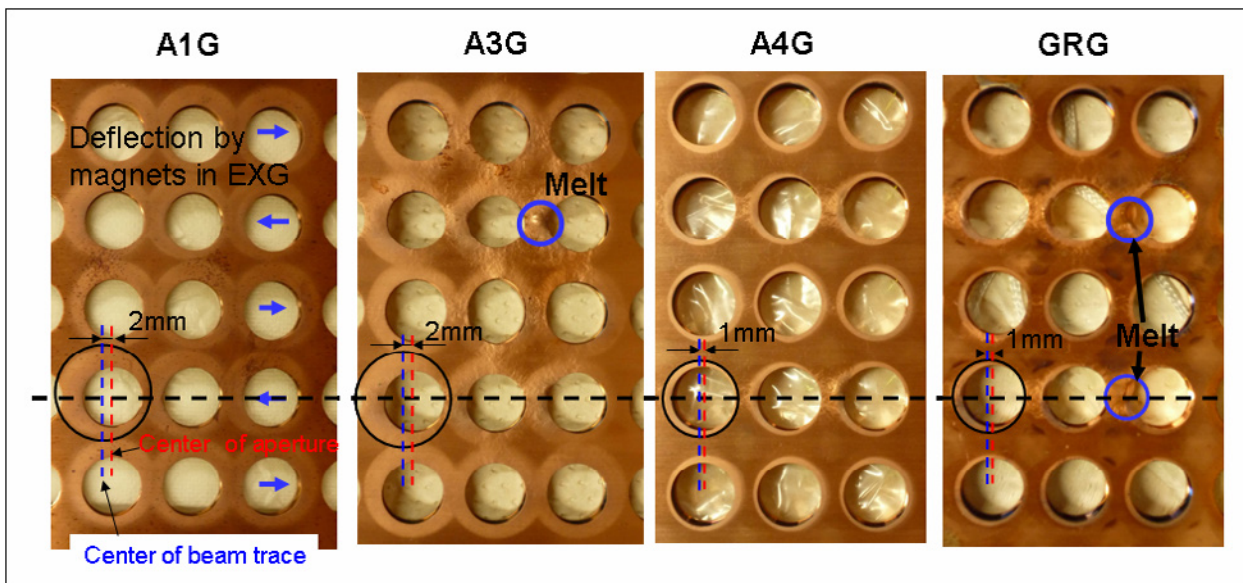 A1G
A3G
A4G
GRG
Deflection by
magnets in EXG
Melt
2mm
2mm
1mm
1mm
Melt
Center of aperture
Center of beam trace